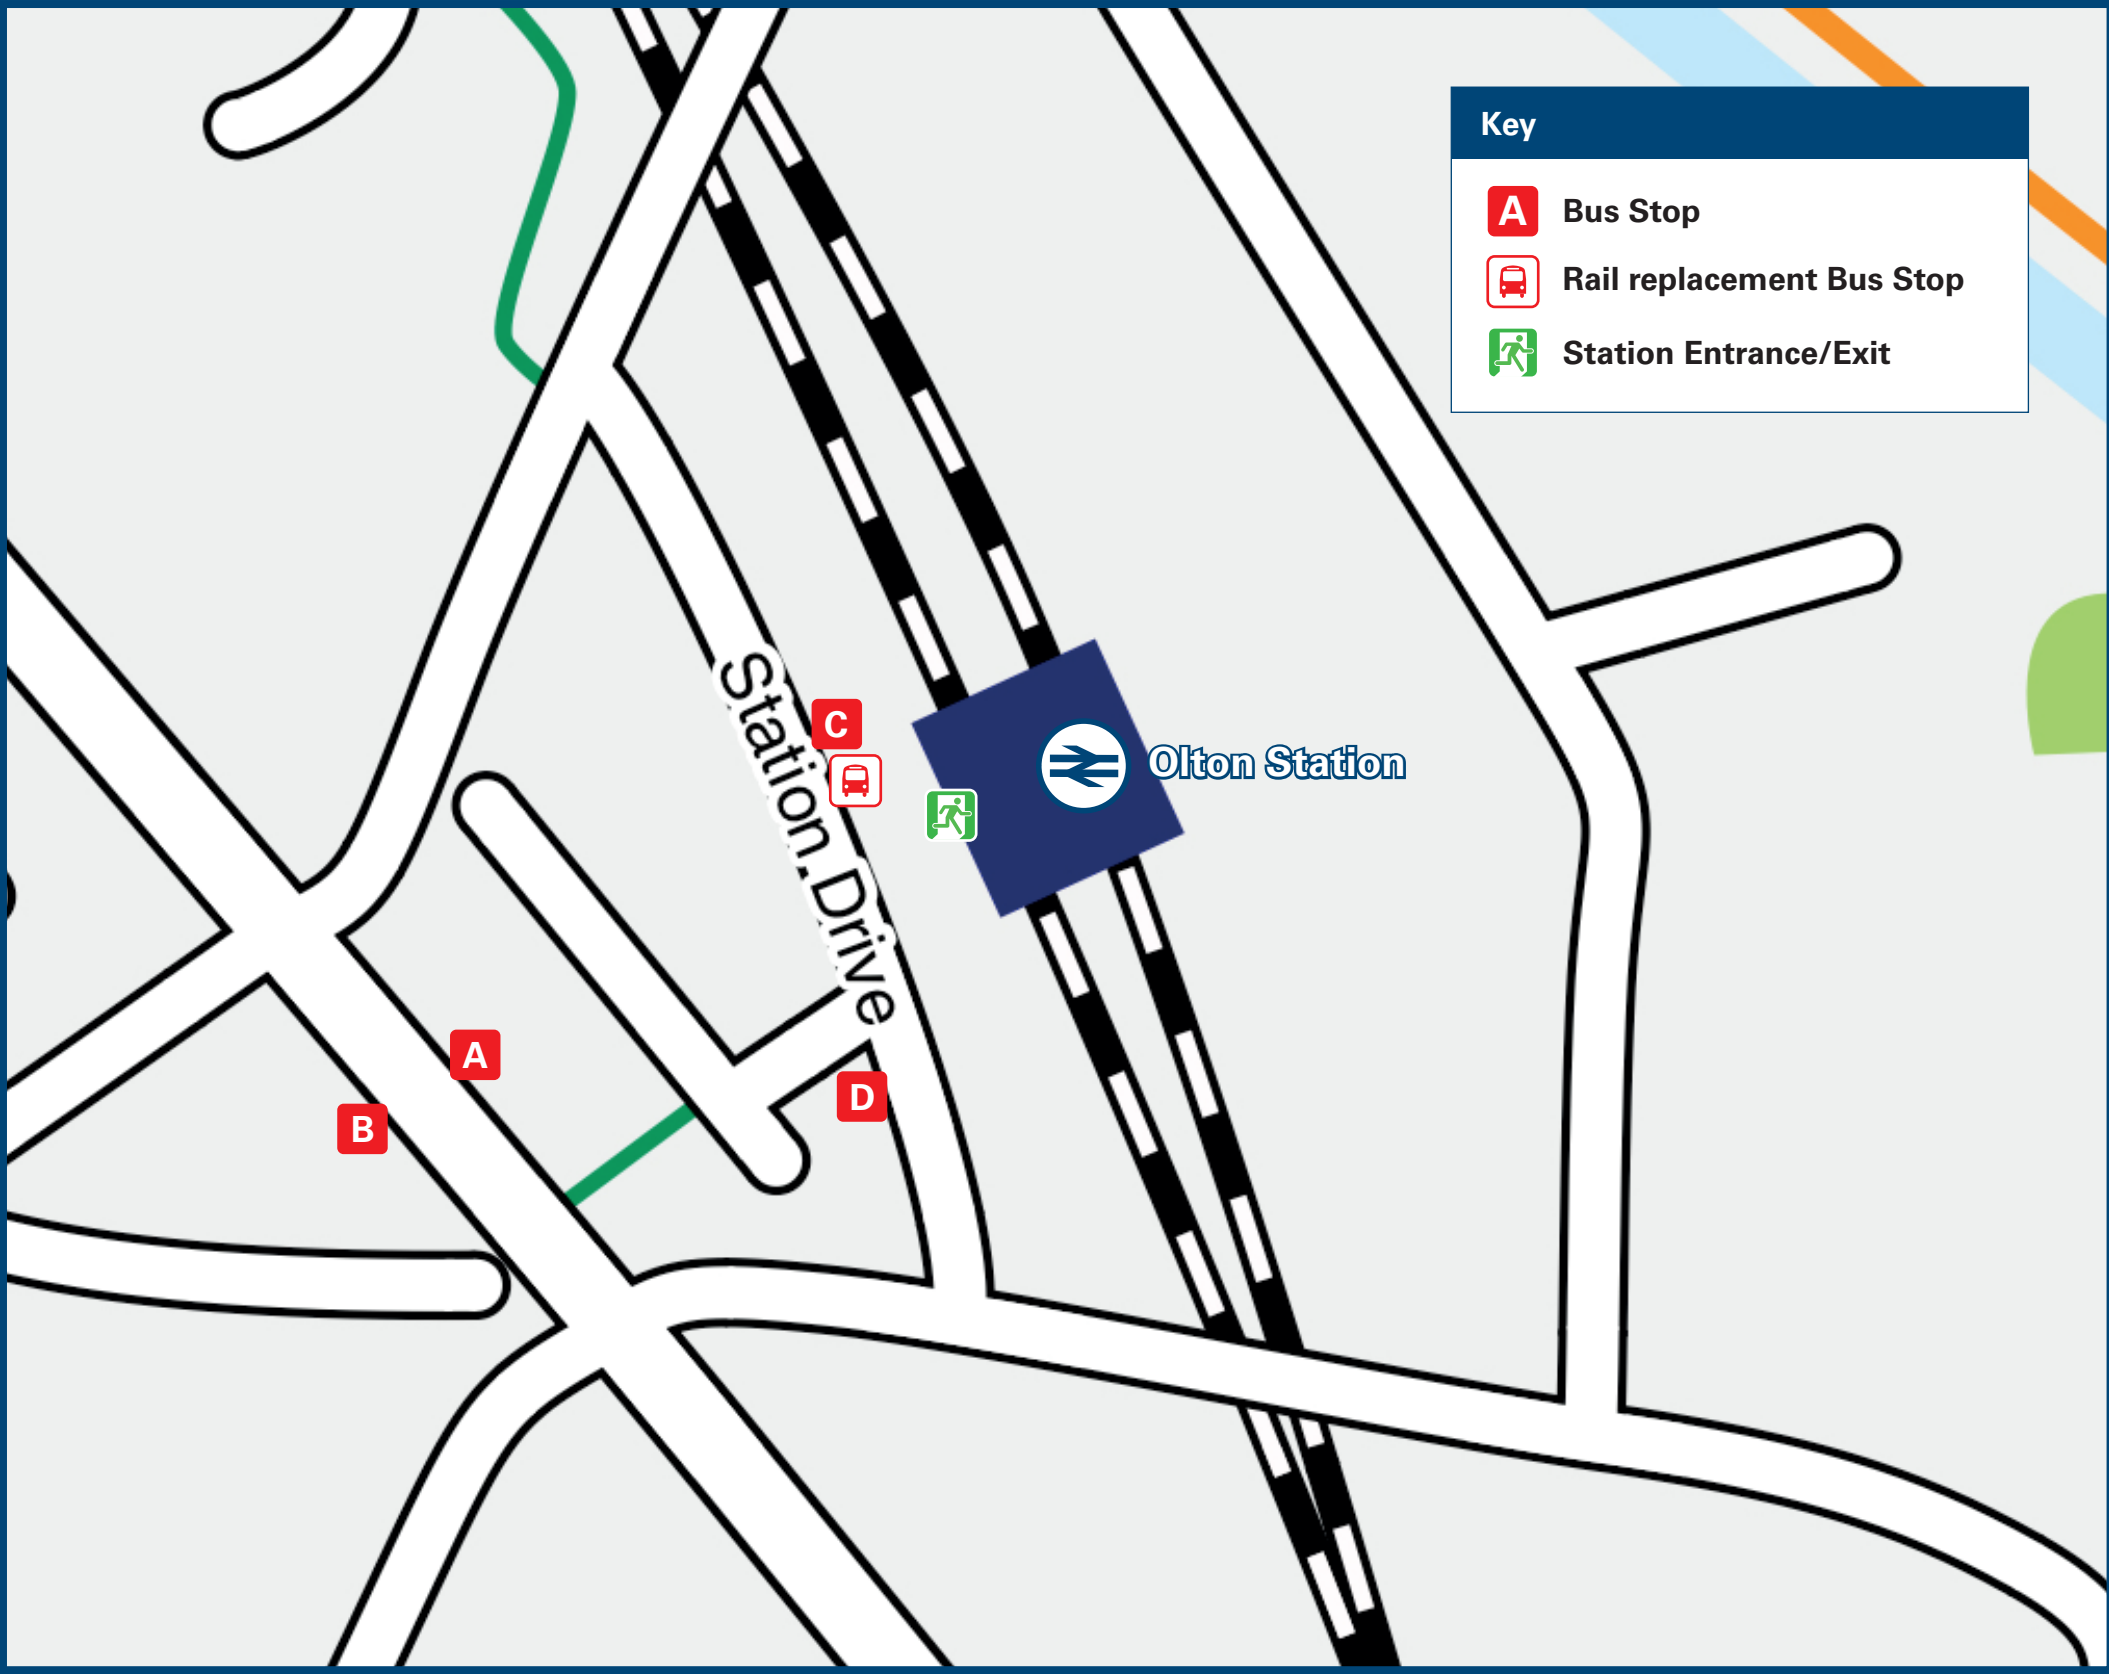 Key
A Bus Stop
Rail replacement Bus Stop
Station Entrance/Exit
Station Drive
C
Olton Station
A
B
D